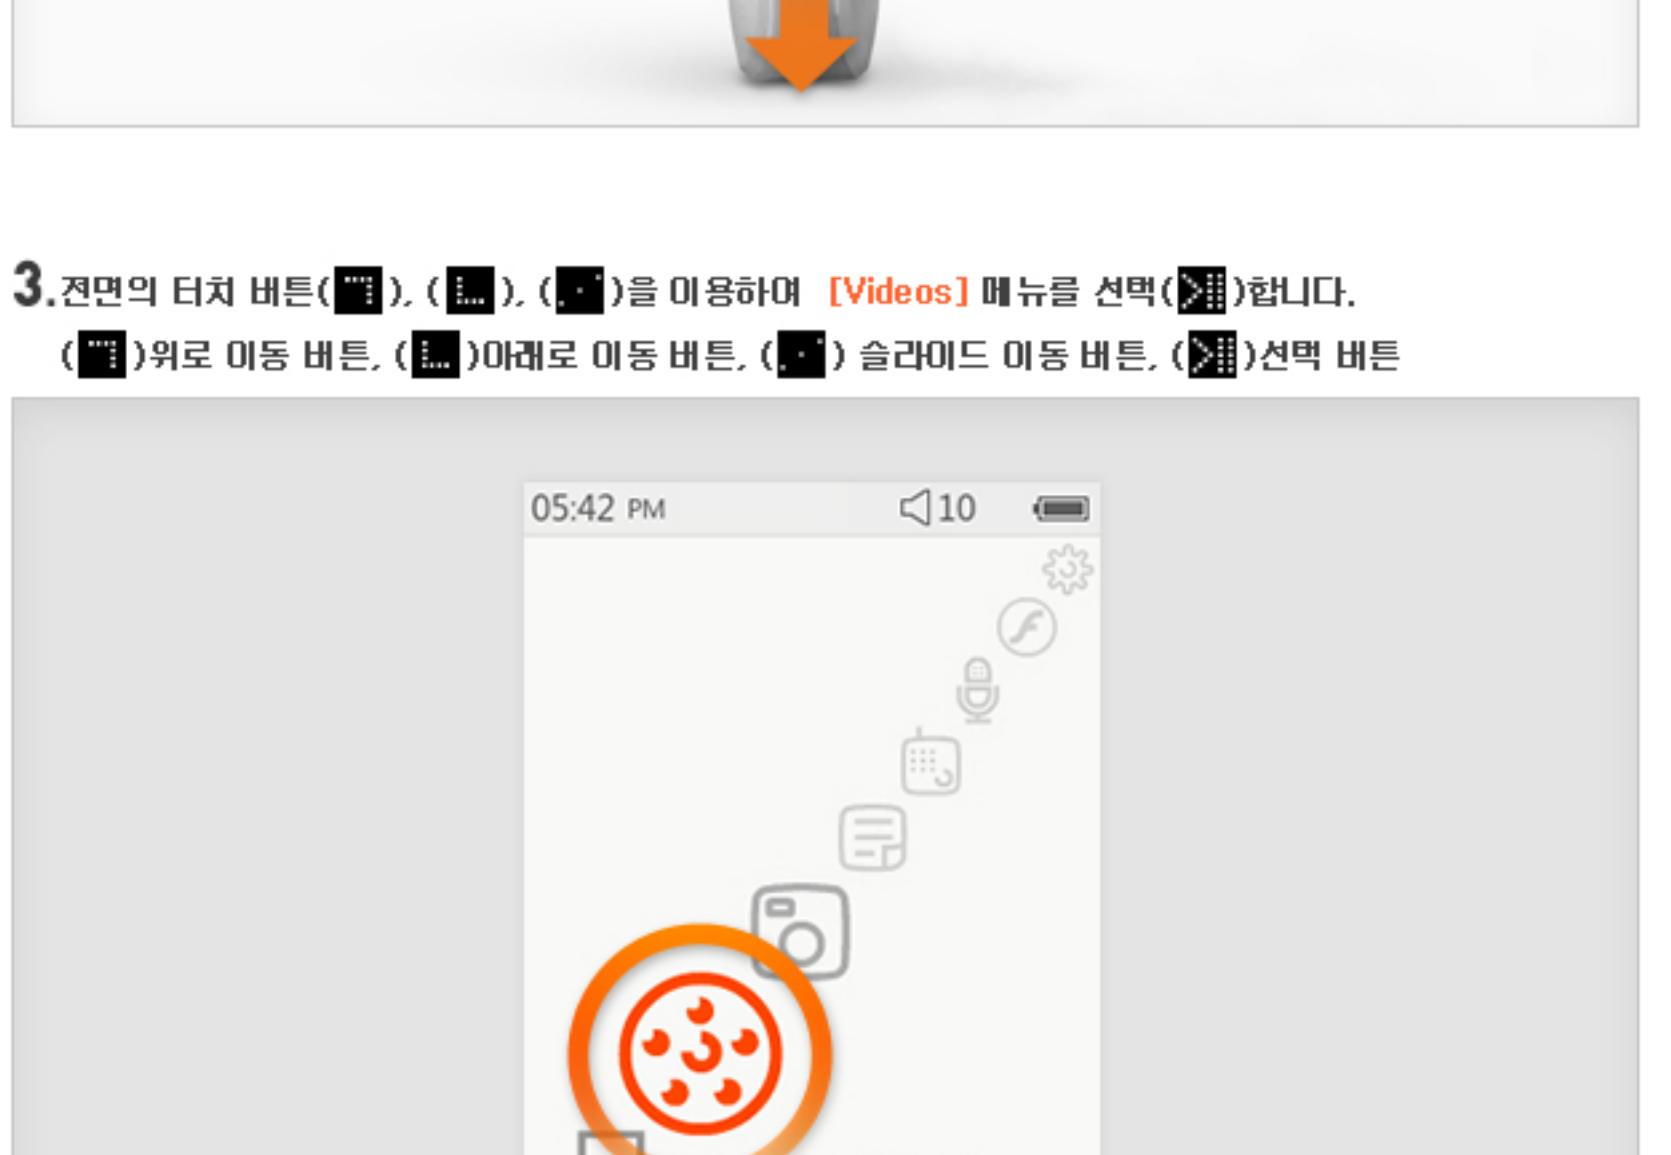 3.전면의 터치 버튼( ), ( ), ( )을 이용하여 [Videos] 메뉴를 선택( )합니다.
( )위로 이동 버튼, ( )아래로 이동 버튼, ( ) 슬라이드 이동 버튼, ( )선택 버튼
05:42 PM 10